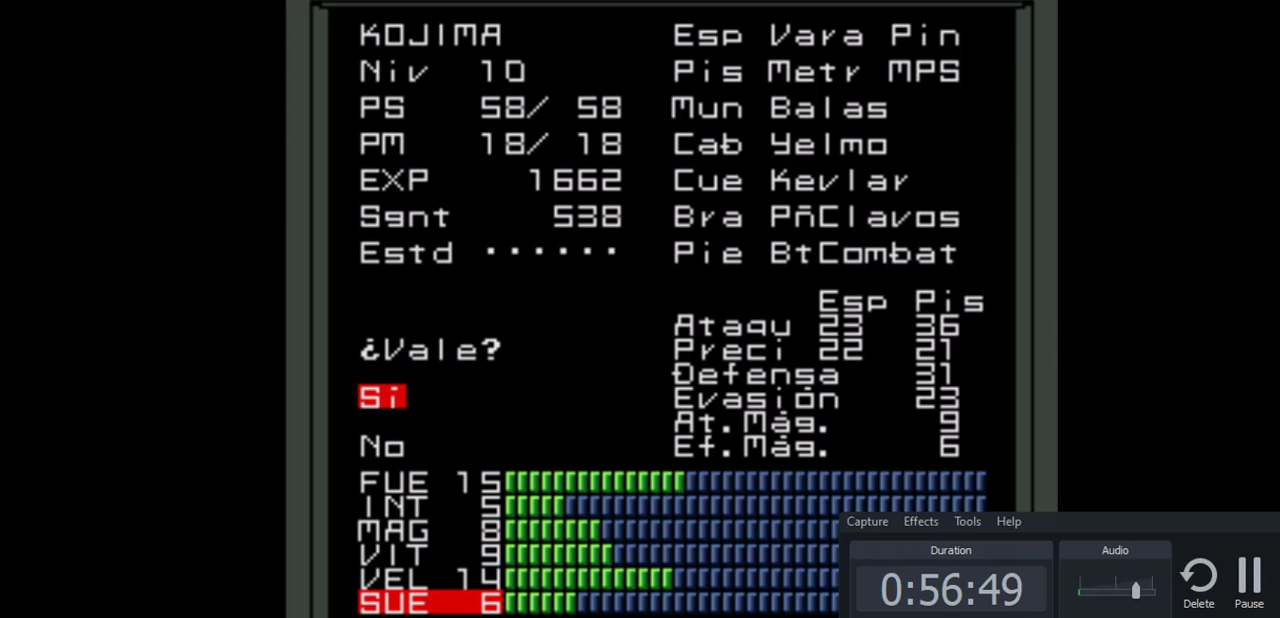 KOJIMA
Niv 10
PS 58/ 58
PM 18/ 18
EXP 1662
Sgnt 538
Estd ······
Esp Vara Pin
Pis Metr MPS
Mun Balas
Cab Yelmo
Cue Kevlar
Bra PñClavos
Pie BtCombat
Esp Pis
Ataqu 23 36
Preci 22 21
Defensa 31
Evasión 23
At.Mág. 9
Ef.Mág. 6
¿Vale?
Sí
No
FUE 15
INT 5
MAG 8
VIT 9
VEL 14
SUE 6
Capture Effects Tools Help
Duration
0:56:49
Audio
Delete
Pause